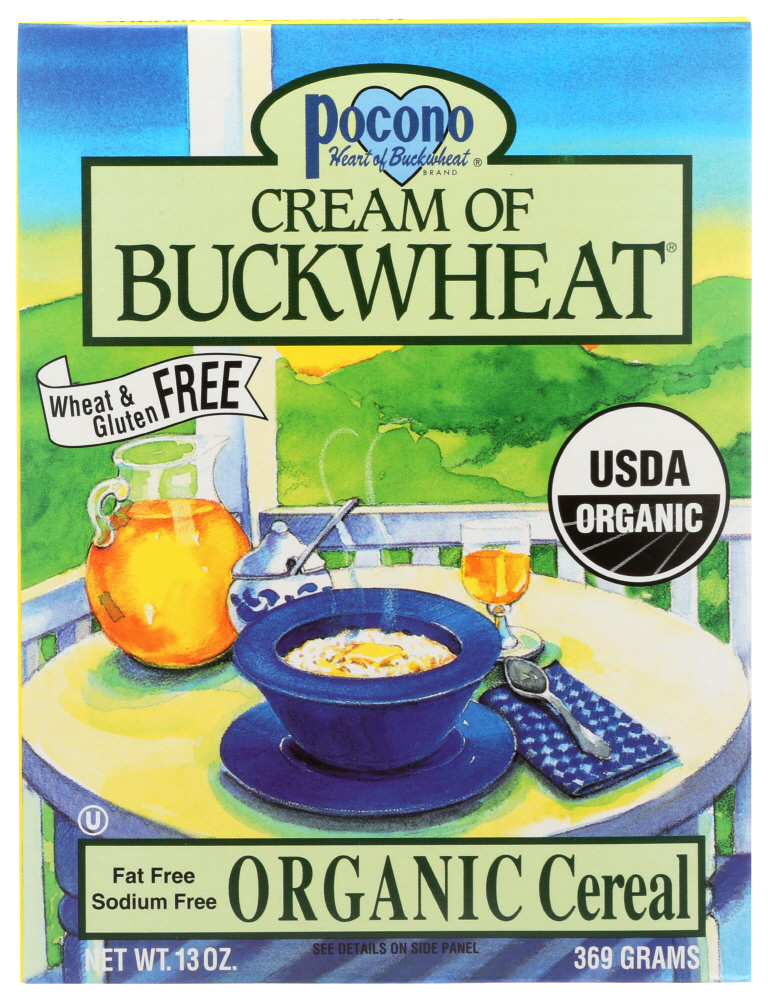 Pocono
Heart of Buckwheat ®
BRAND
CREAM OF
BUCKWHEAT®
Wheat &
Gluten FREE
USDA
ORGANIC
U
Fat Free
Sodium Free
ORGANIC Cereal
NET WT. 13 OZ.
SEE DETAILS ON SIDE PANEL
369 GRAMS